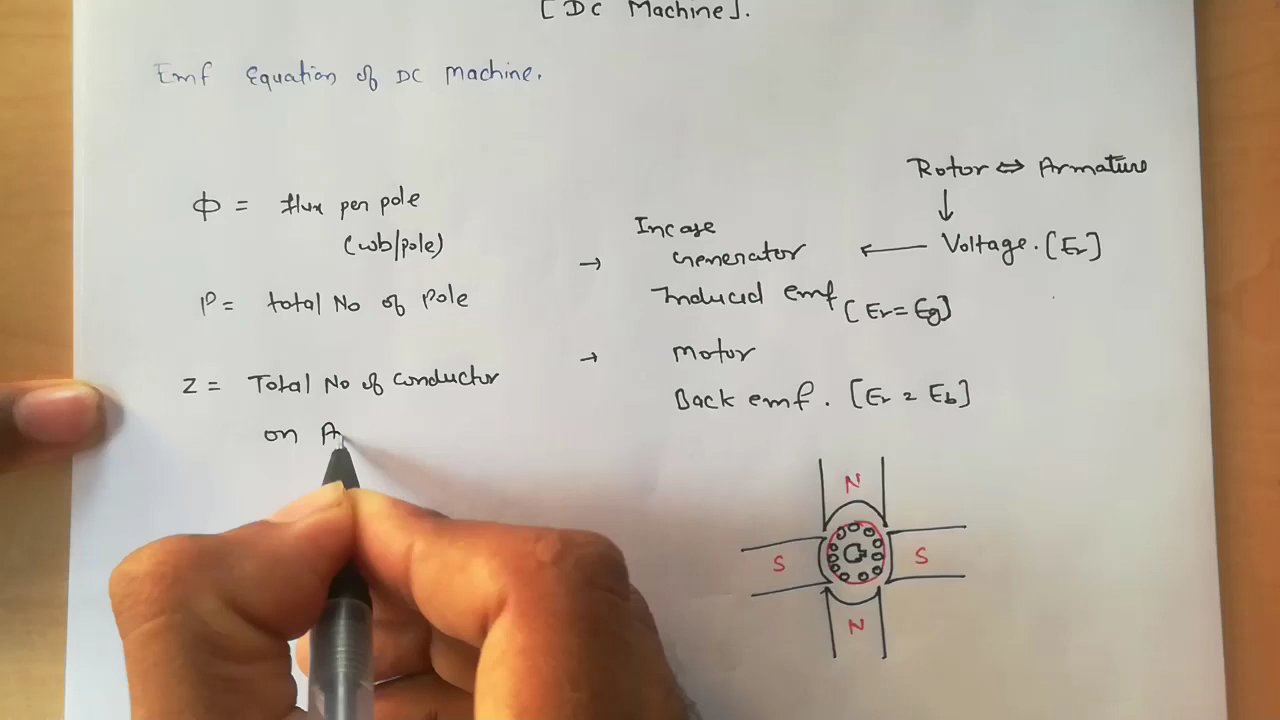 [DC Machine].
Emf Equation of DC Machine.
Φ = flux per pole
(wb/pole)
P = total No of pole
Z = Total No of conductor
on A
Rotor ⇔ Armature
↓
← Voltage. [Er]
→ Incase
Generator
Induced emf [Er = Eg]
→ Motor
Back emf. [Er = Eb]
N
S
S
N